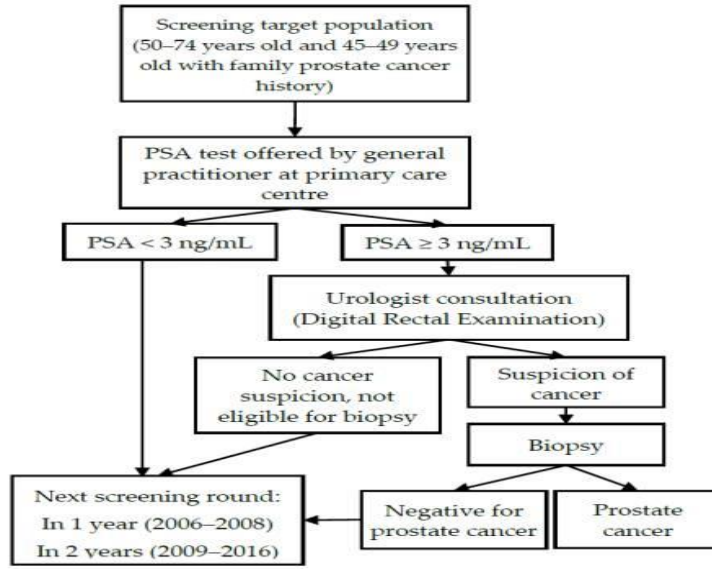 Screening target population
(50–74 years old and 45–49 years
old with family prostate cancer
history)
PSA test offered by general
practitioner at primary care
centre
PSA < 3 ng/mL
PSA ≥ 3 ng/mL
Urologist consultation
(Digital Rectal Examination)
No cancer
suspicion, not
eligible for biopsy
Suspicion of
cancer
Biopsy
Next screening round:
In 1 year (2006–2008)
In 2 years (2009–2016)
Negative for
prostate cancer
Prostate
cancer